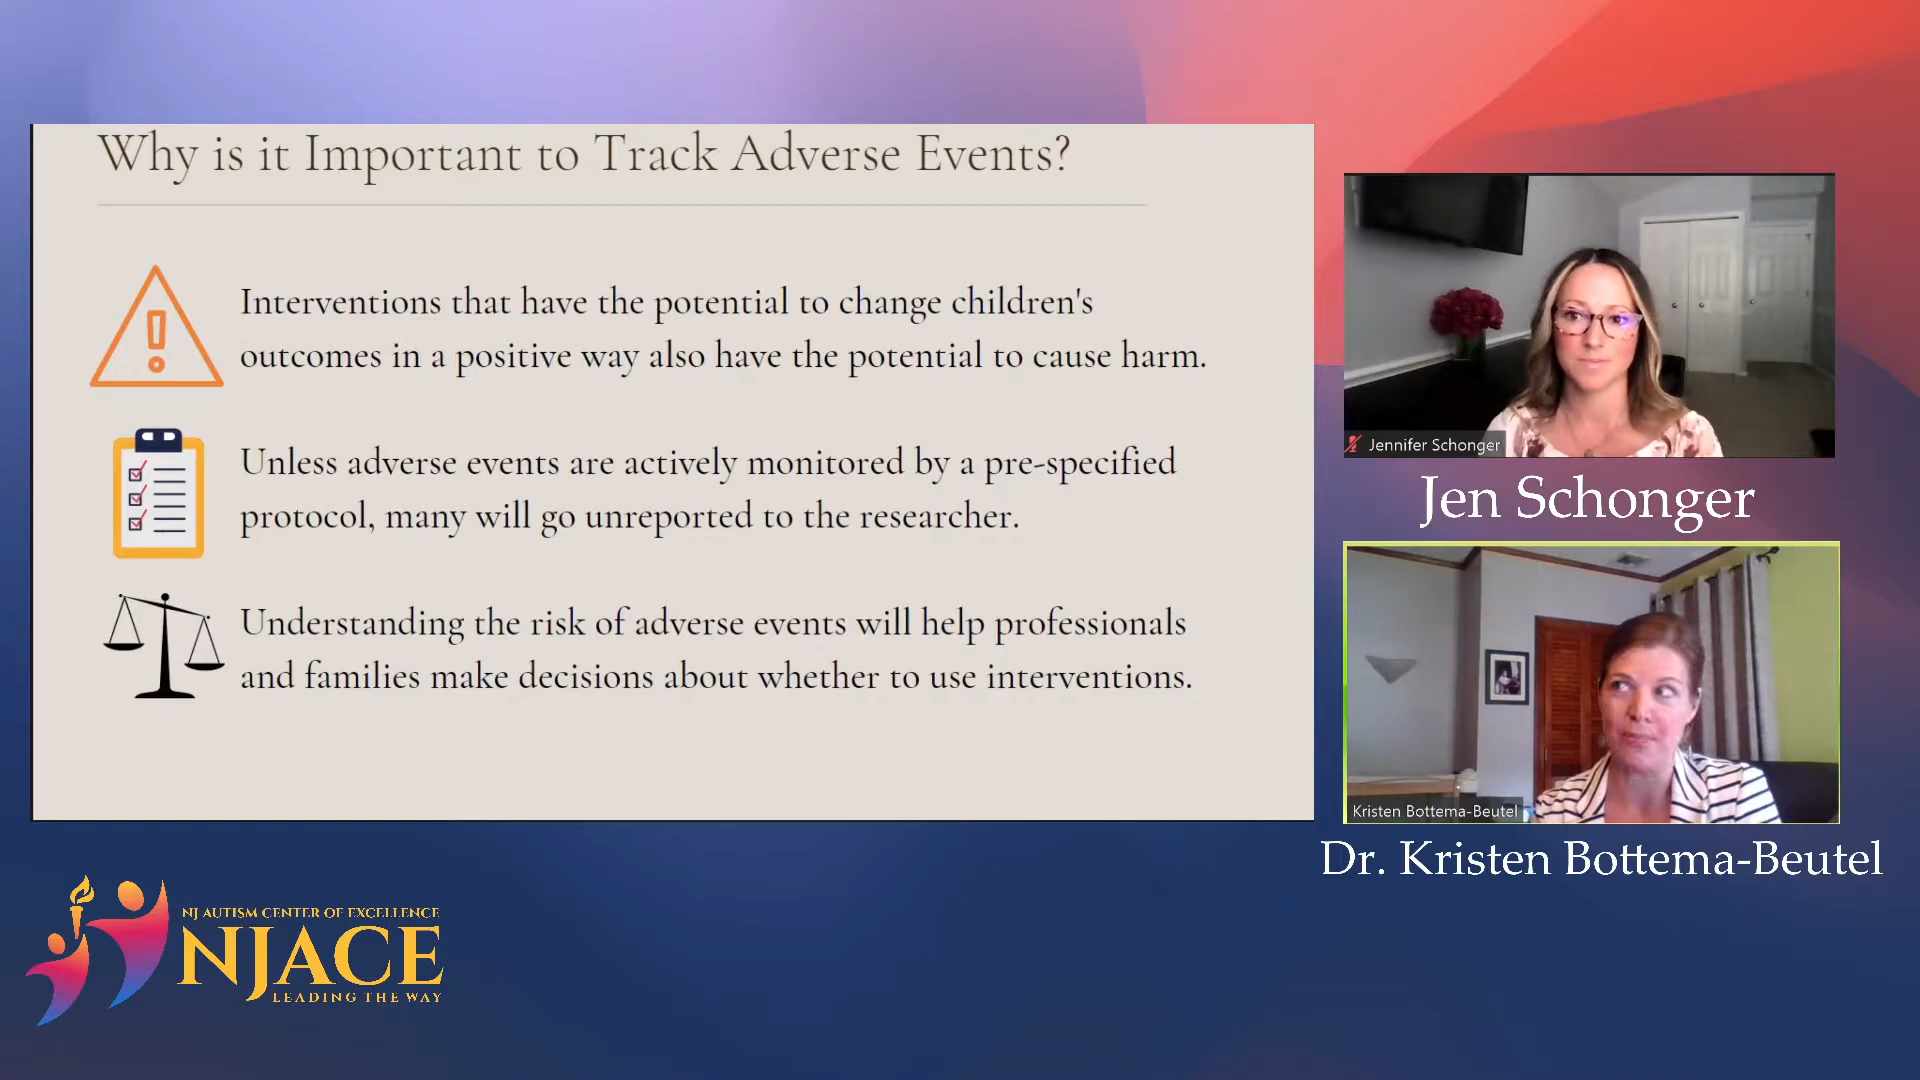 Why is it Important to Track Adverse Events?
Interventions that have the potential to change children's
outcomes in a positive way also have the potential to cause harm.
Unless adverse events are actively monitored by a pre-specified
protocol, many will go unreported to the researcher.
Understanding the risk of adverse events will help professionals
and families make decisions about whether to use interventions.
Jennifer Schonger
Jen Schonger
Kristen Bottema-Beutel
Dr. Kristen Bottema-Beutel
NJ AUTISM CENTER OF EXCELLENCE
NJACE
LEADING THE WAY